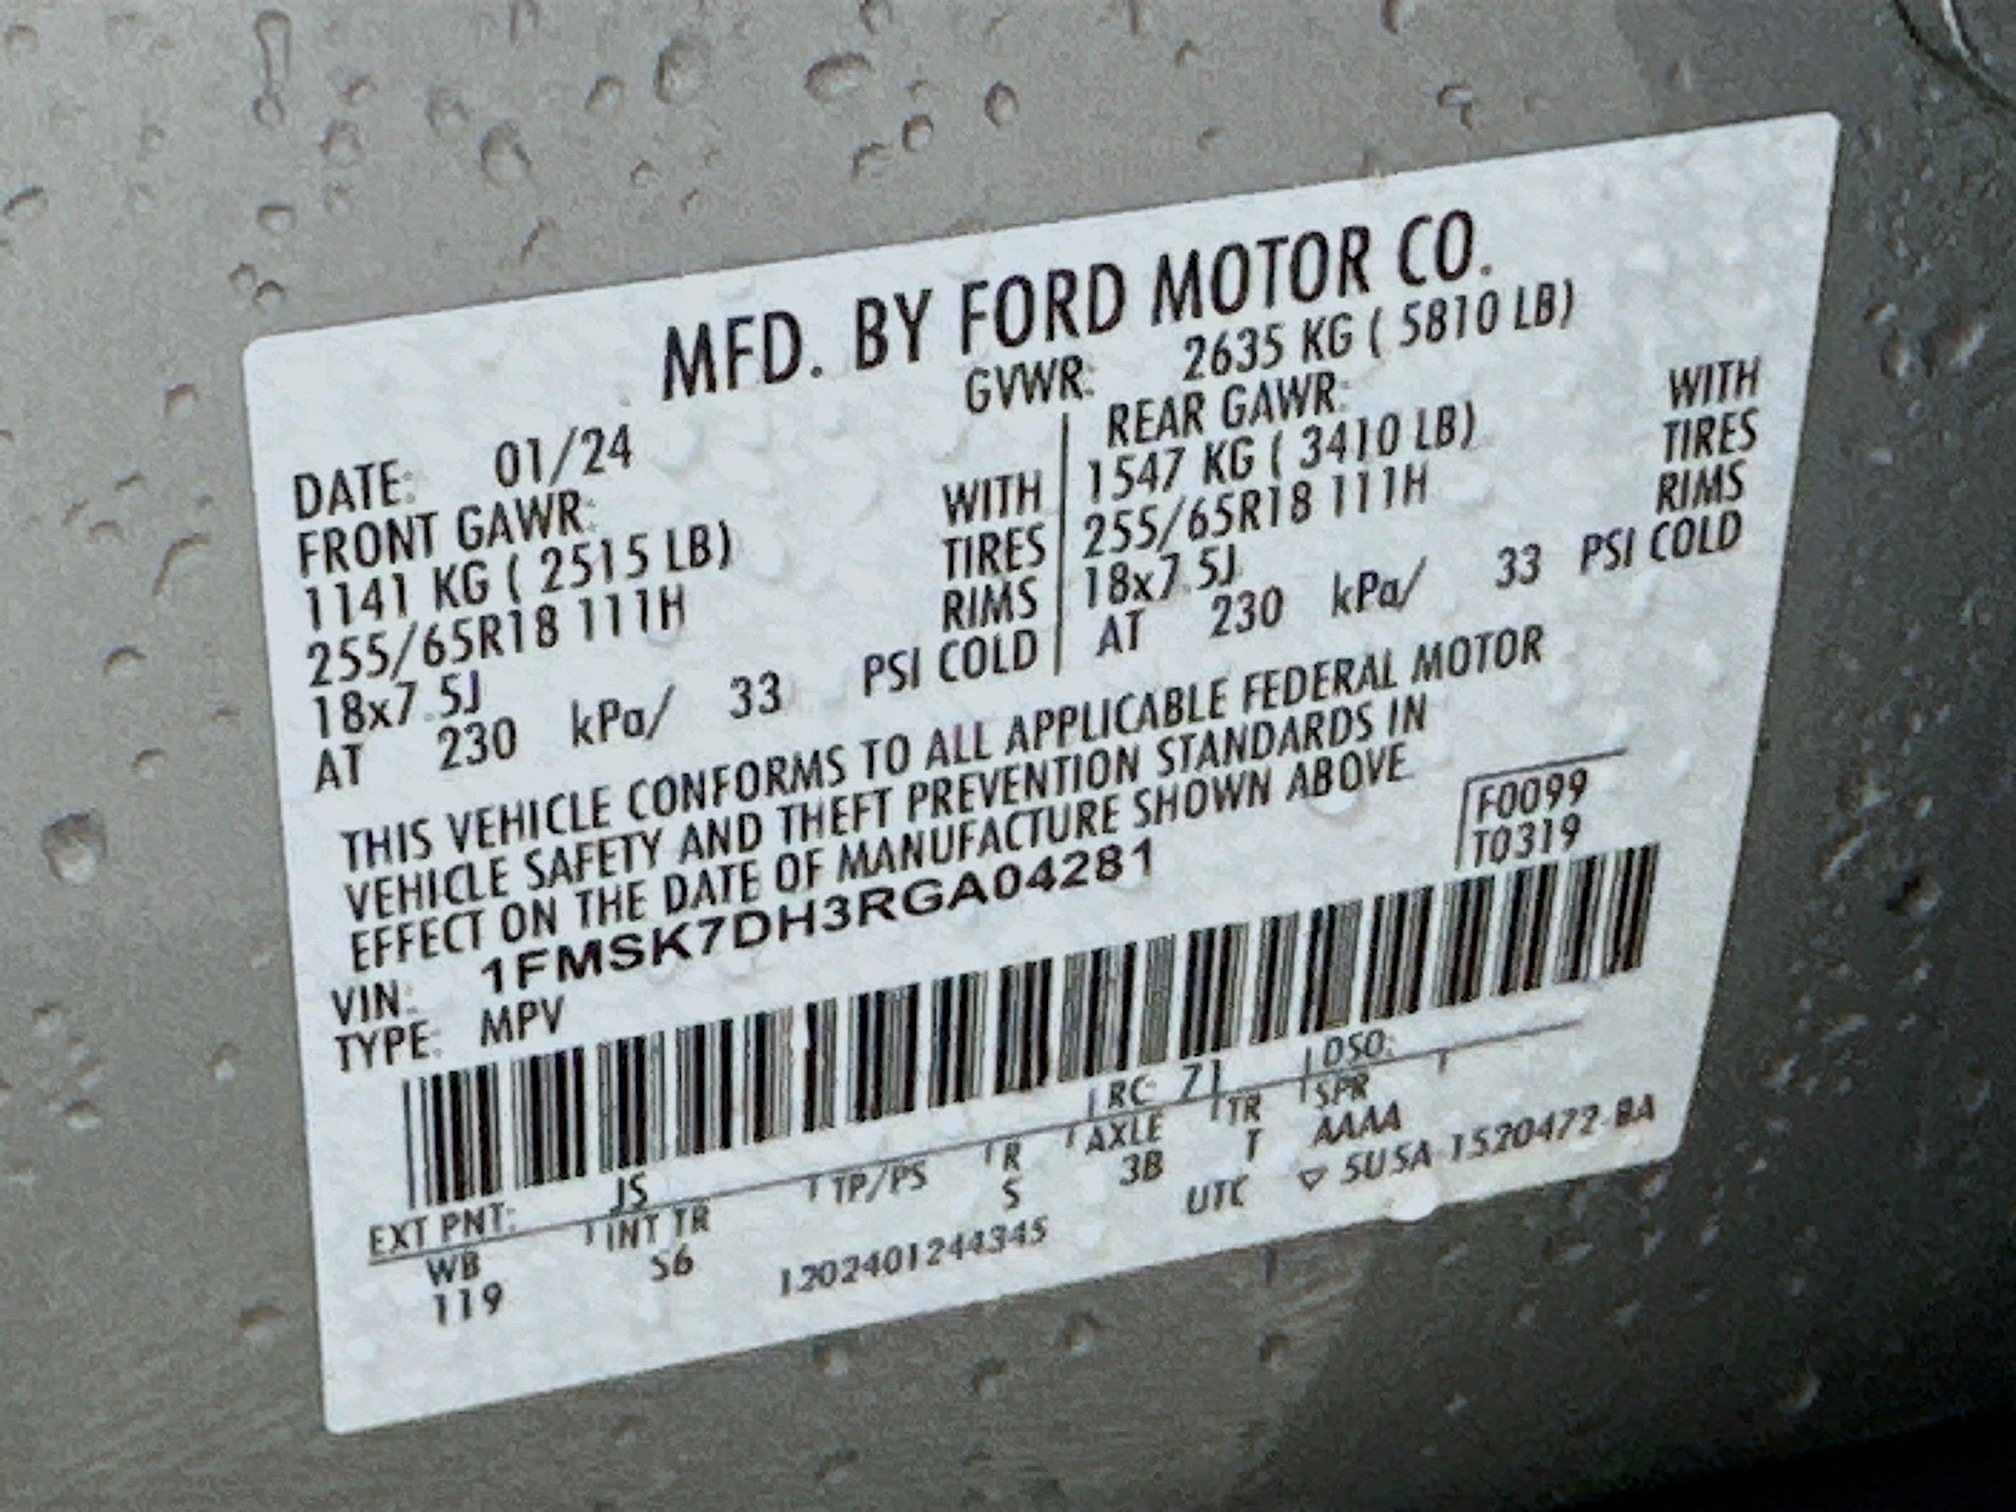 MFD. BY FORD MOTOR CO.
DATE: 01/24
GVWR: 2635 KG ( 5810 LB)
FRONT GAWR:
1141 KG ( 2515 LB) WITH
255/65R18 111H TIRES
18x7.5J RIMS
AT 230 kPa/ 33 PSI COLD
REAR GAWR:
1547 KG ( 3410 LB) WITH
255/65R18 111H TIRES
18x7.5J RIMS
AT 230 kPa/ 33 PSI COLD
THIS VEHICLE CONFORMS TO ALL APPLICABLE FEDERAL MOTOR
VEHICLE SAFETY AND THEFT PREVENTION STANDARDS IN
EFFECT ON THE DATE OF MANUFACTURE SHOWN ABOVE.
F0099
T0319
VIN: 1FMSK7DH3RGA04281
TYPE: MPV
EXT PNT: JS RC: 71 DSO:
WB INT TR TP/PS R AXLE TR SPR
119 S6 S 3B T AAAA
1202401244345 UTC ▽ 5U5A-1520472-BA